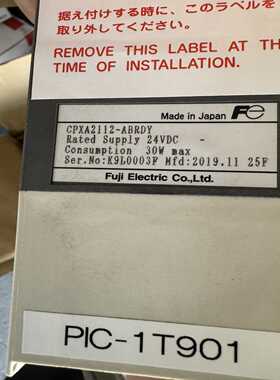 据え付けする時に、このラベルを
取り外してください。
REMOVE THIS LABEL AT TH
TIME OF INSTALLATION.
Made in Japan Fe
CPXA2112-ABRDY
Rated Supply 24VDC -
Consumption 30W max
Ser.No:K9L0003F Mfd:2019.11 25F
Fuji Electric Co.,Ltd.
PIC-1T901